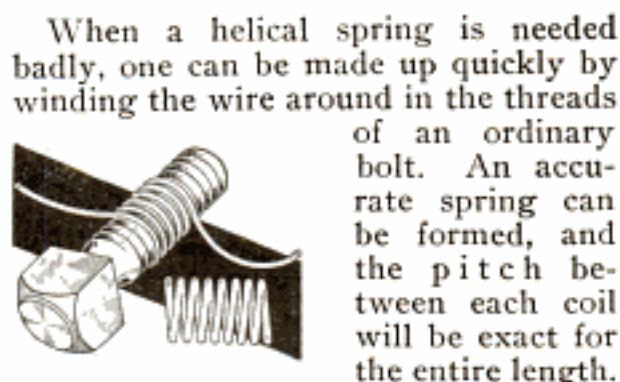 When a helical spring is needed
badly, one can be made up quickly by
winding the wire around in the threads
of an ordinary
bolt. An accu-
rate spring can
be formed, and
the pitch be-
tween each coil
will be exact for
the entire length.